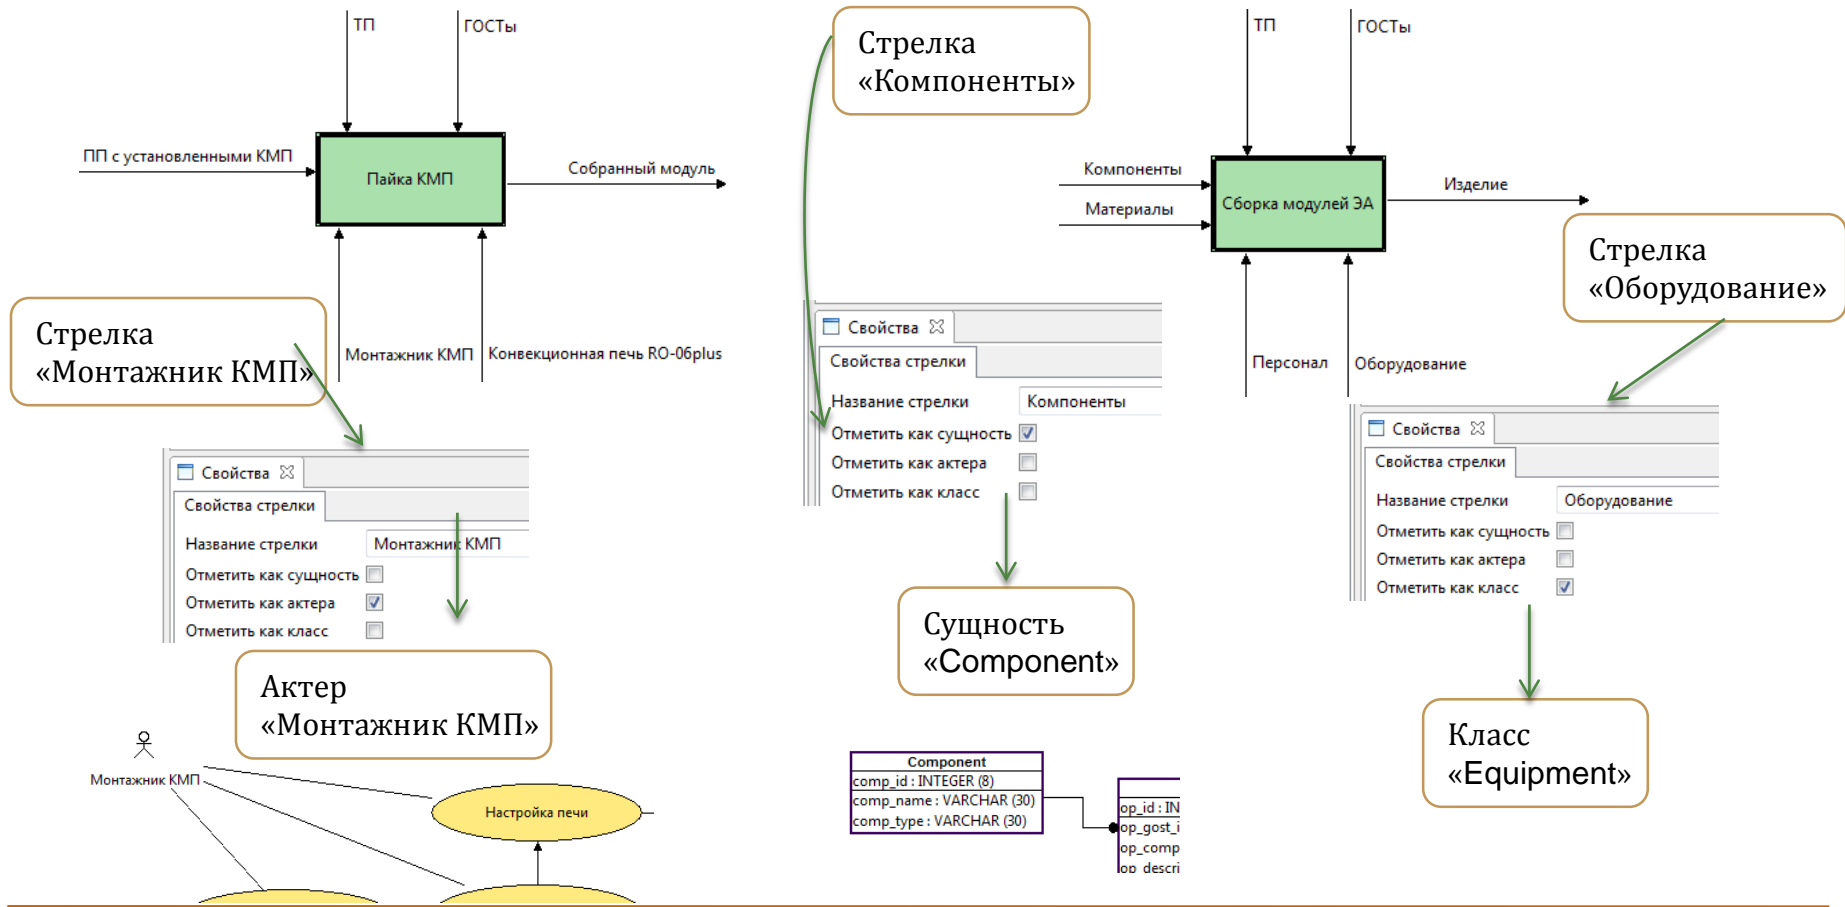 ТП
ГОСТы
ПП с установленными КМП
Пайка КМП
Собранный модуль
Монтажник КМП
Конвекционная печь RO-06plus
Стрелка
«Монтажник КМП»
Свойства
Свойства стрелки
Название стрелки
Монтажник КМП
Отметить как сущность
Отметить как актера
Отметить как класс
Актер
«Монтажник КМП»
Монтажник КМП
Настройка печи
Стрелка
«Компоненты»
Свойства
Свойства стрелки
Название стрелки
Компоненты
Отметить как сущность
Отметить как актера
Отметить как класс
Сущность
«Component»
Component
comp_id : INTEGER (8)
comp_name : VARCHAR (30)
comp_type : VARCHAR (30)
op_id : IN
op_gost_i
op_comp
op_descri
ТП
ГОСТы
Компоненты
Материалы
Сборка модулей ЭА
Изделие
Персонал
Оборудование
Стрелка
«Оборудование»
Свойства
Свойства стрелки
Название стрелки
Оборудование
Отметить как сущность
Отметить как актера
Отметить как класс
Класс
«Equipment»